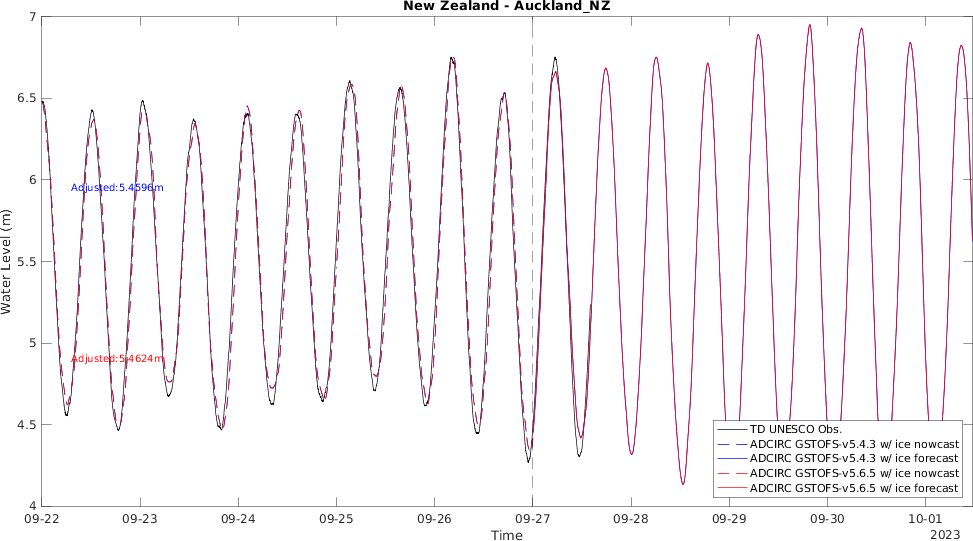 New Zealand - Auckland_NZ
7
6.5
6
5.5
5
4.5
4
Water Level (m)
Adjusted:5.4596m
Adjusted:5.4624m
TD UNESCO Obs.
ADCIRC GSTOFS-v5.4.3 w/ ice nowcast
ADCIRC GSTOFS-v5.4.3 w/ ice forecast
ADCIRC GSTOFS-v5.6.5 w/ ice nowcast
ADCIRC GSTOFS-v5.6.5 w/ ice forecast
09-22 09-23 09-24 09-25 09-26 09-27 09-28 09-29 09-30 10-01
Time
2023